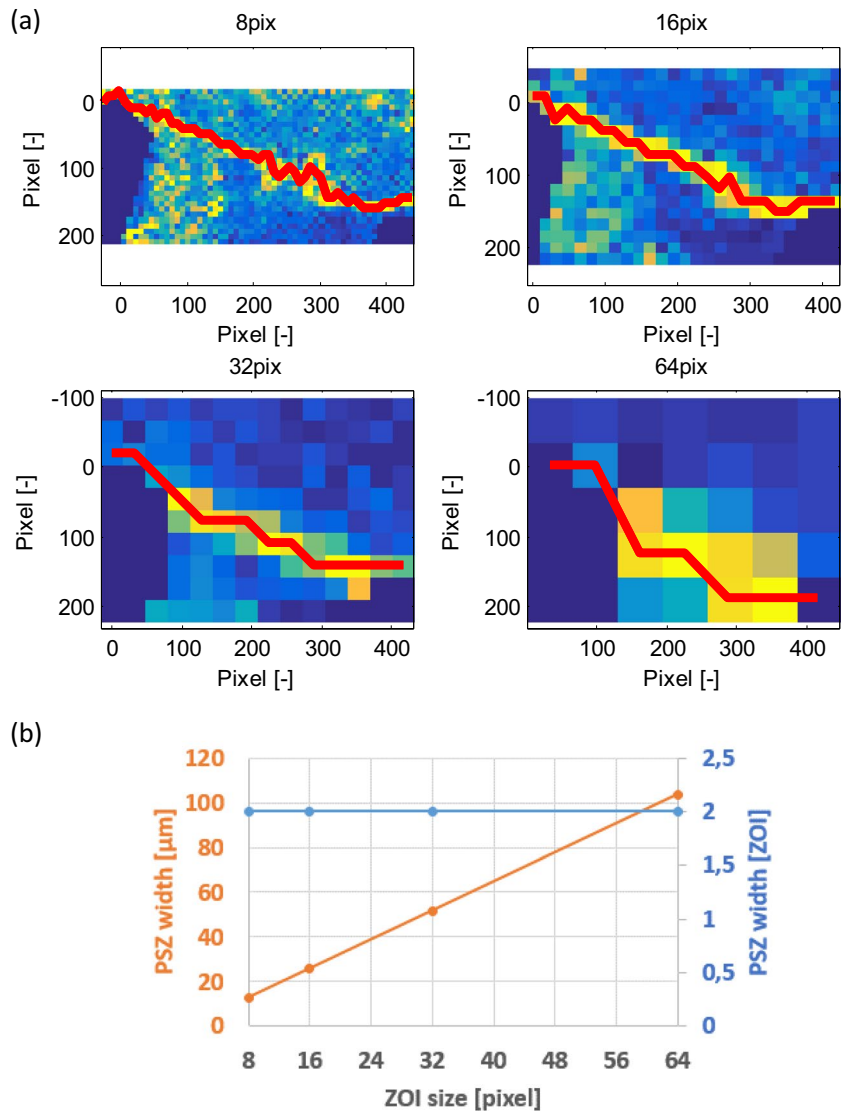 (a)
8pix
16pix
0
100
200
Pixel [-]
0 100 200 300 400
Pixel [-]
-100
0
100
200
Pixel [-]
0 100 200 300 400
Pixel [-]
32pix
64pix
-100
0
100
200
Pixel [-]
0 100 200 300 400
Pixel [-]
-100
0
100
200
Pixel [-]
100 200 300 400
Pixel [-]
(b)
120
100
80
60
40
20
0
PSZ width [µm]
2,5
2
1,5
1
0,5
0
PSZ width [ZOI]
8 16 24 32 40 48 56 64
ZOI size [pixel]